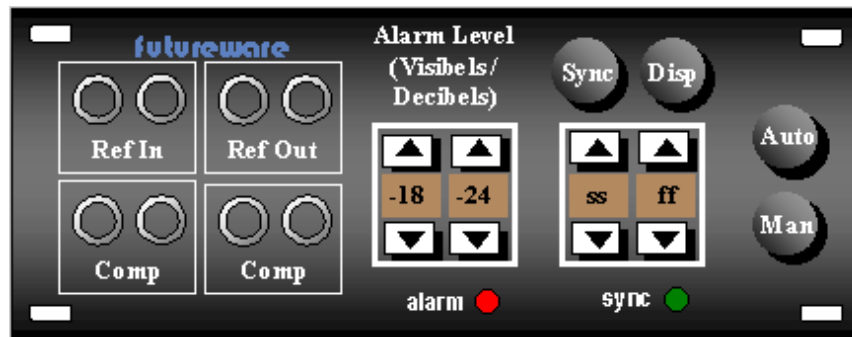 futureware
Alarm Level
(Visibels/
Decibels)
Sync Disp
Ref In Ref Out
Auto
-18 -24 ss ff
Man
Comp Comp
alarm sync